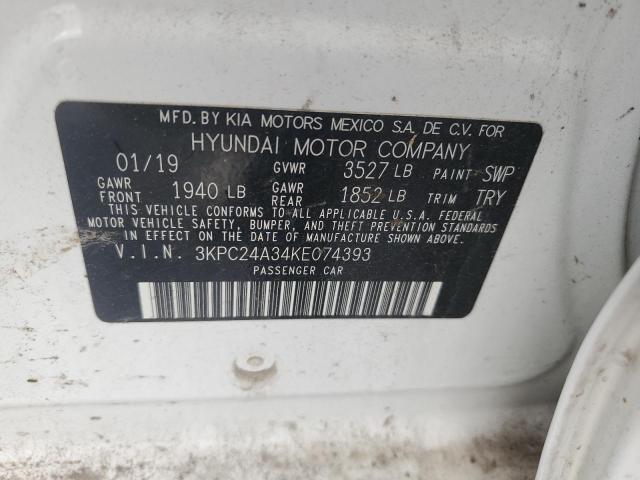 MFD. BY KIA MOTORS MEXICO S.A. DE C.V. FOR
HYUNDAI MOTOR COMPANY
01/19 GVWR 3527 LB PAINT SWP
GAWR FRONT 1940 LB GAWR REAR 1852 LB TRIM TRY
THIS VEHICLE CONFORMS TO ALL APPLICABLE U.S.A. FEDERAL
MOTOR VEHICLE SAFETY, BUMPER, AND THEFT PREVENTION STANDARDS
IN EFFECT ON THE DATE OF MANUFACTURE SHOWN ABOVE.
V.I.N. 3KPC24A34KE074393
PASSENGER CAR